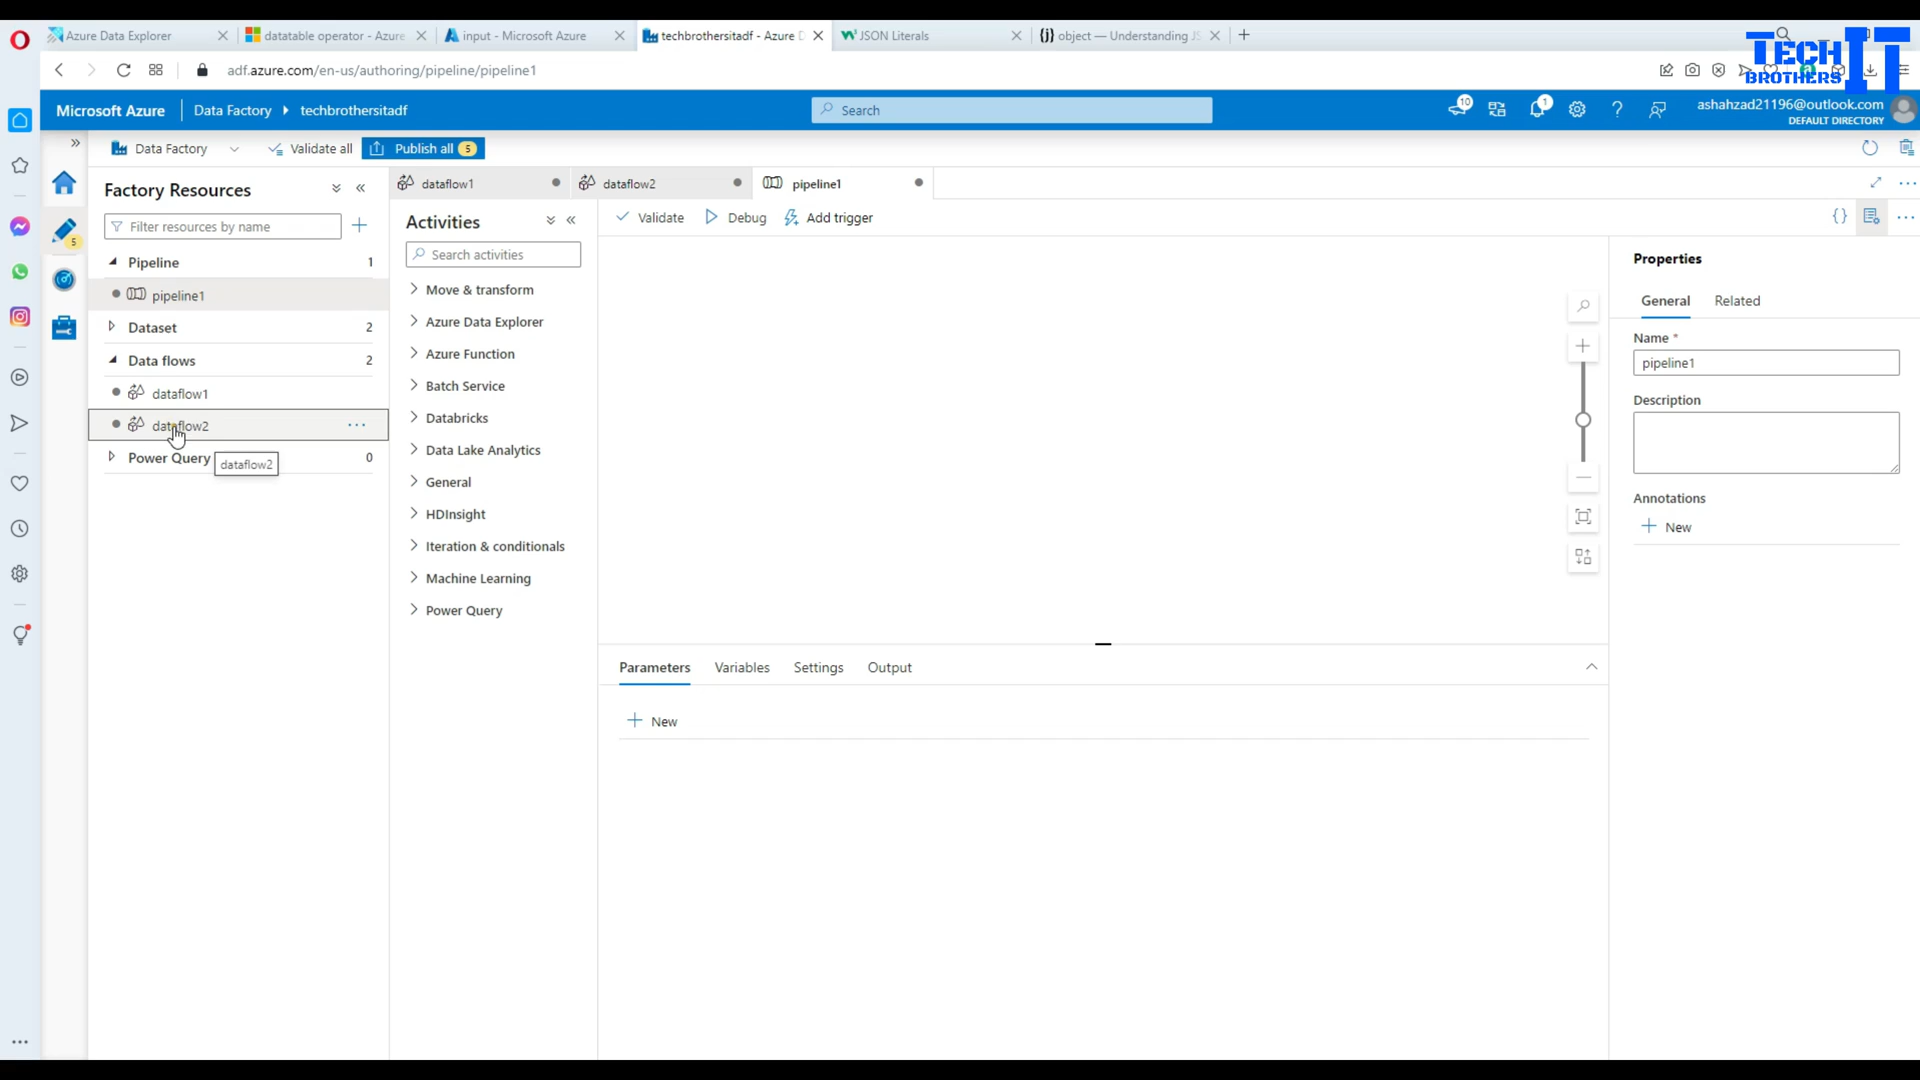 Azure Data Explorer
datatable operator - Azure
input - Microsoft Azure
techbrothersitadf - Azure D
JSON Literals
object — Understanding JS
adf.azure.com/en-us/authoring/pipeline/pipeline1
TECH
BROTHERS
IT
Microsoft Azure
Data Factory
techbrothersitadf
Search
10
1
ashahzad21196@outlook.com
DEFAULT DIRECTORY
Data Factory
Validate all
Publish all 5
Factory Resources
Filter resources by name
5
Pipeline 1
pipeline1
Dataset 2
Data flows 2
dataflow1
dataflow2
Power Query 0
dataflow2
dataflow1
dataflow2
pipeline1
Activities
Search activities
Move & transform
Azure Data Explorer
Azure Function
Batch Service
Databricks
Data Lake Analytics
General
HDInsight
Iteration & conditionals
Machine Learning
Power Query
Validate
Debug
Add trigger
Parameters
Variables
Settings
Output
New
Properties
General
Related
Name *
pipeline1
Description
Annotations
New